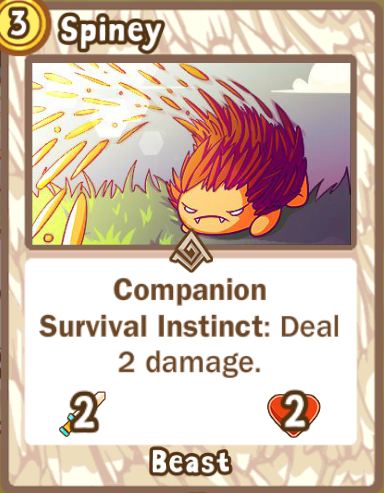 3 Spiney
Companion
Survival Instinct: Deal
2 damage.
2 2
Beast